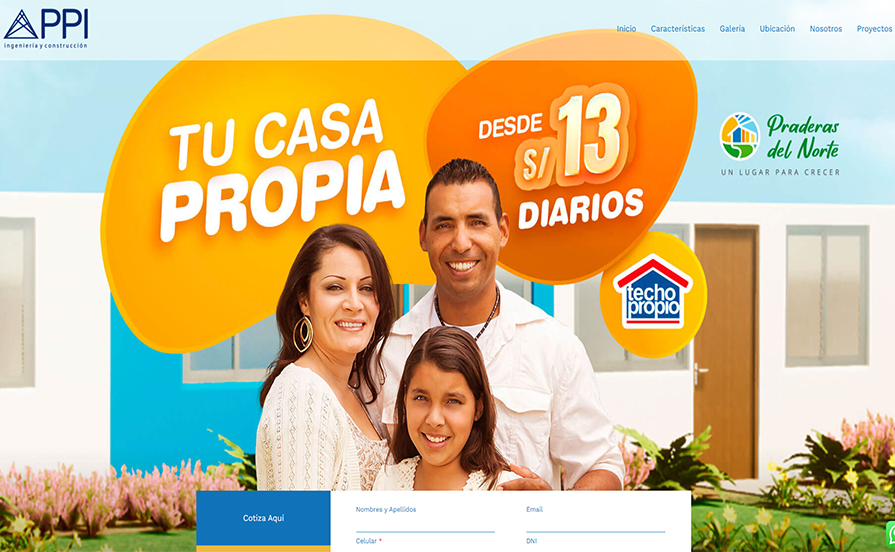 APPI
ingeniería y construcción
Inicio
Características
Galería
Ubicación
Nosotros
Proyectos
TU CASA
PROPIA
DESDE
S/ 13
DIARIOS
Praderas
del Norte
UN LUGAR PARA CRECER
techo
propio
Cotiza Aquí
Nombres y Apellidos
Email
Celular *
DNI